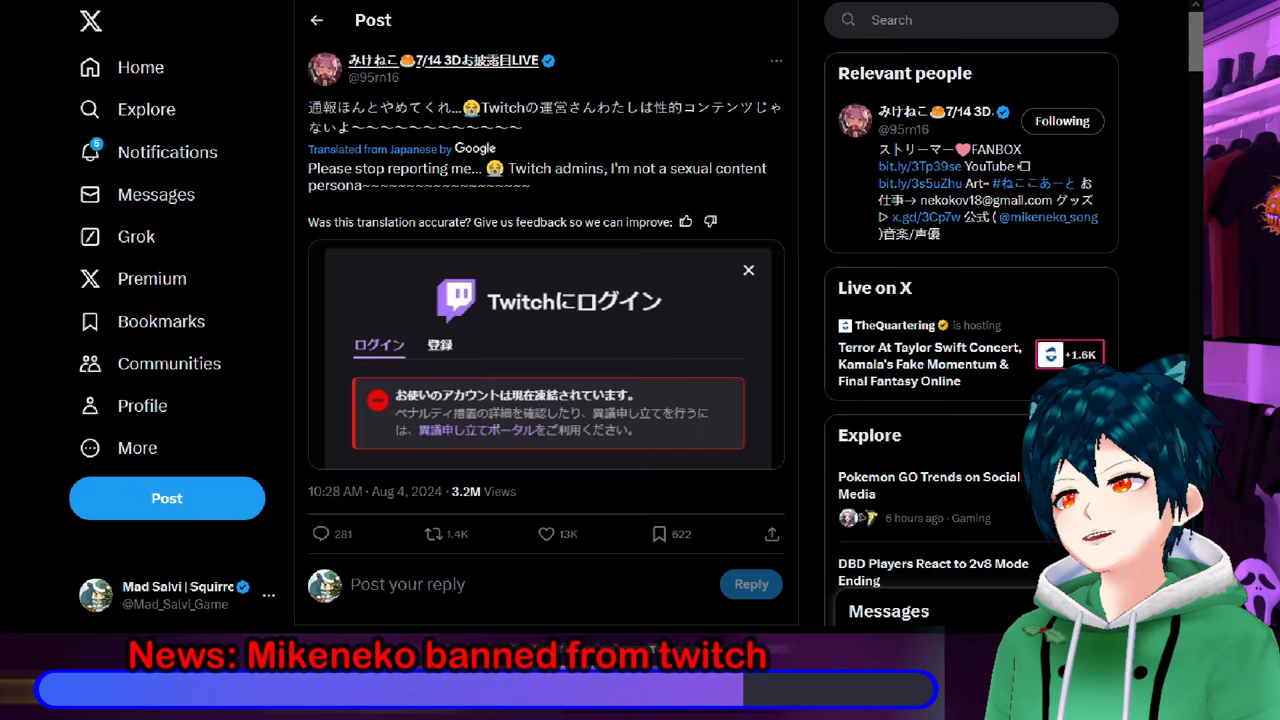 Home
Explore
5
Notifications
Messages
Grok
Premium
Bookmarks
Communities
Profile
More
Post
Mad Salvi | Squirre
@Mad_Salvi_Game
Post
みけねこ🥞7/14 3Dお披露目LIVE
@95rn16
通報ほんとやめてくれ...😭Twitchの運営さんわたしは性的コンテンツじゃ
ないよ〜〜〜〜〜〜〜〜〜〜〜〜
Translated from Japanese by Google
Please stop reporting me... 😭 Twitch admins, I'm not a sexual content
persona~~~~~~~~~~~~~~~~~~
Was this translation accurate? Give us feedback so we can improve:
Twitchにログイン
ログイン 登録
お使いのアカウントは現在凍結されています。
ペナルティ措置の詳細を確認したり、異議申し立てを行うに
は、異議申し立てポータルをご利用ください。
10:28 AM · Aug 4, 2024 · 3.2M Views
281 1.4K 13K 622
Post your reply
Reply
Search
Relevant people
みけねこ🥞7/14 3D.
@95rn16
Following
ストリーマー💗FANBOX
bit.ly/3Tp39se YouTube
bit.ly/3s5uZhu Art→ #ねここあーと お
仕事→ nekokov18@gmail.com グッズ
▷ x.gd/3Cp7w 公式 ( @mikeneko_song
)音楽/声優
Live on X
TheQuartering is hosting
Terror At Taylor Swift Concert,
Kamala's Fake Momentum &
Final Fantasy Online
+1.6K
Explore
Pokemon GO Trends on Social
Media
6 hours ago · Gaming
DBD Players React to 2v8 Mode
Ending
Messages
News: Mikeneko banned from twitch